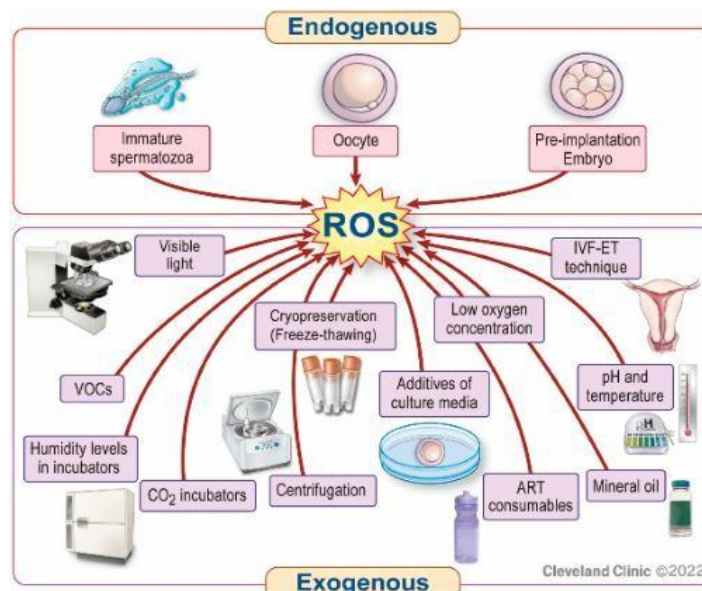 Endogenous
Immature
spermatozoa
Oocyte
Pre-implantation
Embryo
ROS
Visible
light
IVF-ET
technique
Cryopreservation
(Freeze-thawing)
Low oxygen
concentration
VOCs
Additives of
culture media
pH and
temperature
Humidity levels
in incubators
CO2 incubators
Centrifugation
ART
consumables
Mineral oil
Cleveland Clinic ©2022
Exogenous